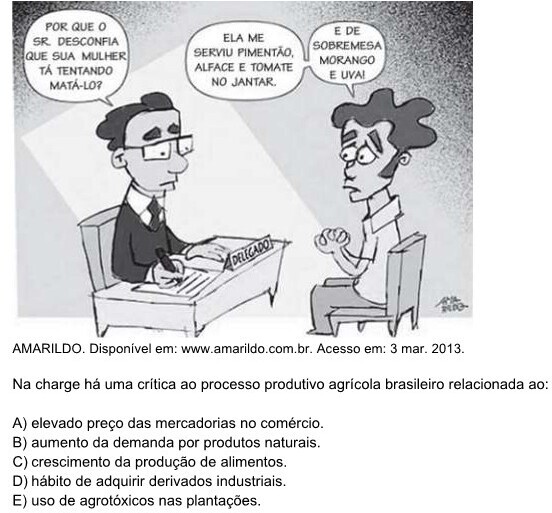 POR QUE O
SR. DESCONFIA
QUE SUA MULHER
TÁ TENTANDO
MATÁ-LO?
ELA ME
SERVIU PIMENTÃO,
ALFACE E TOMATE
NO JANTAR.
E DE
SOBREMESA
MORANGO
E UVA!
DELEGADO
AMARILDO. Disponível em: www.amarildo.com.br. Acesso em: 3 mar. 2013.
Na charge há uma crítica ao processo produtivo agrícola brasileiro relacionada ao:
A) elevado preço das mercadorias no comércio.
B) aumento da demanda por produtos naturais.
C) crescimento da produção de alimentos.
D) hábito de adquirir derivados industriais.
E) uso de agrotóxicos nas plantações.